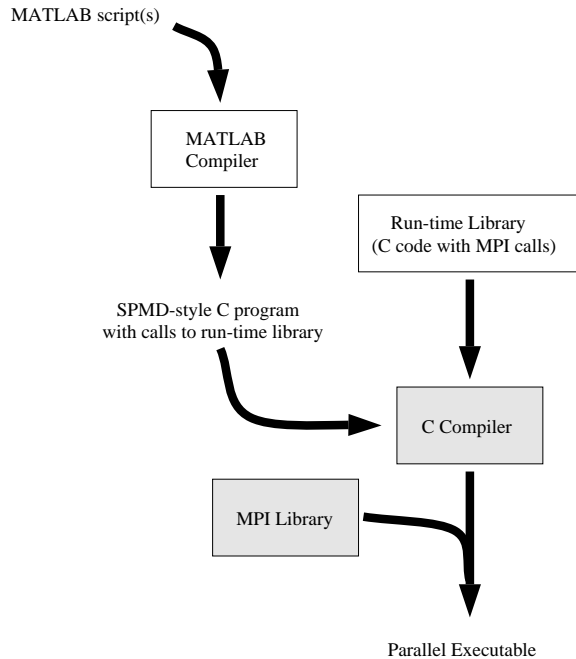 MATLAB script(s)
MATLAB
Compiler
Run-time Library
(C code with MPI calls)
SPMD-style C program
with calls to run-time library
C Compiler
MPI Library
Parallel Executable